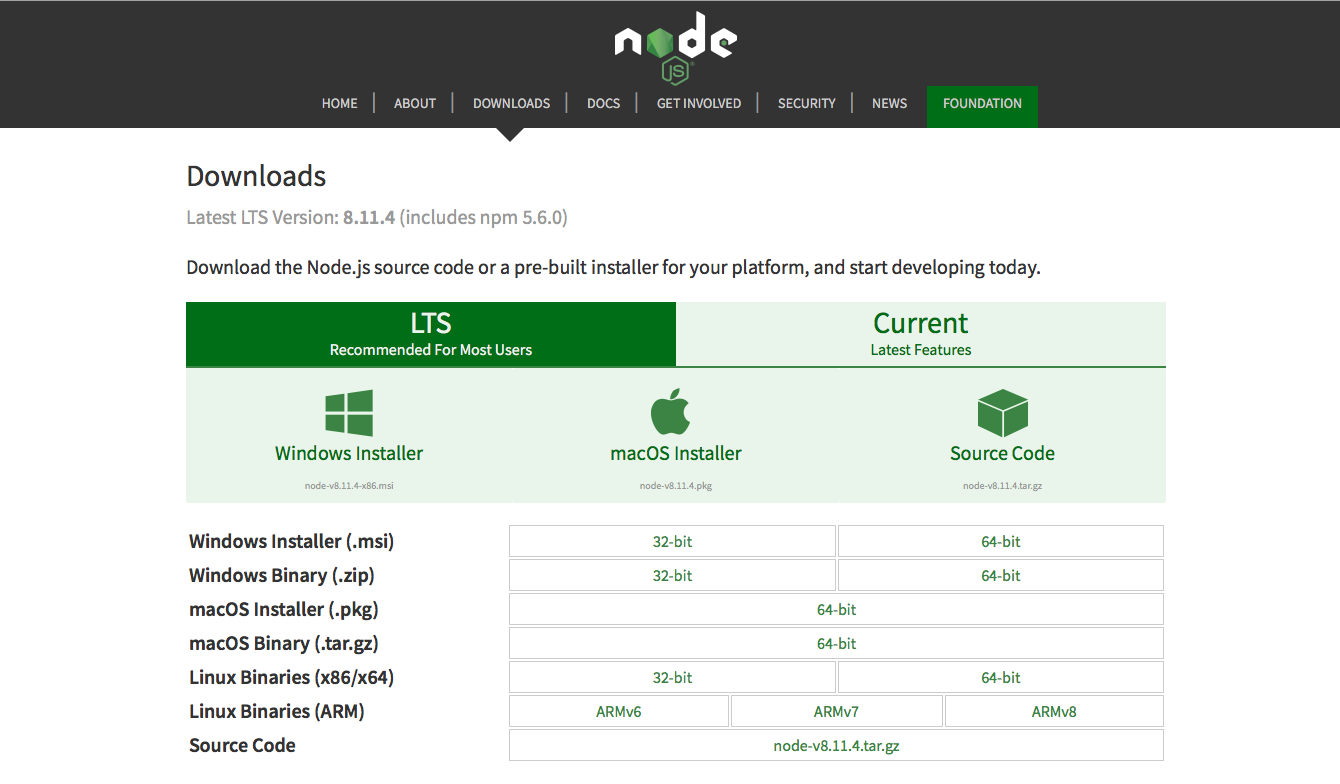 node
JS
HOME
ABOUT
DOWNLOADS
DOCS
GET INVOLVED
SECURITY
NEWS
FOUNDATION
Downloads
Latest LTS Version: 8.11.4 (includes npm 5.6.0)
Download the Node.js source code or a pre-built installer for your platform, and start developing today.
LTS
Recommended For Most Users
Current
Latest Features
Windows Installer
node-v8.11.4-x86.msi
macOS Installer
node-v8.11.4.pkg
Source Code
node-v8.11.4.tar.gz
Windows Installer (.msi) 32-bit 64-bit
Windows Binary (.zip) 32-bit 64-bit
macOS Installer (.pkg) 64-bit
macOS Binary (.tar.gz) 64-bit
Linux Binaries (x86/x64) 32-bit 64-bit
Linux Binaries (ARM) ARMv6 ARMv7 ARMv8
Source Code node-v8.11.4.tar.gz